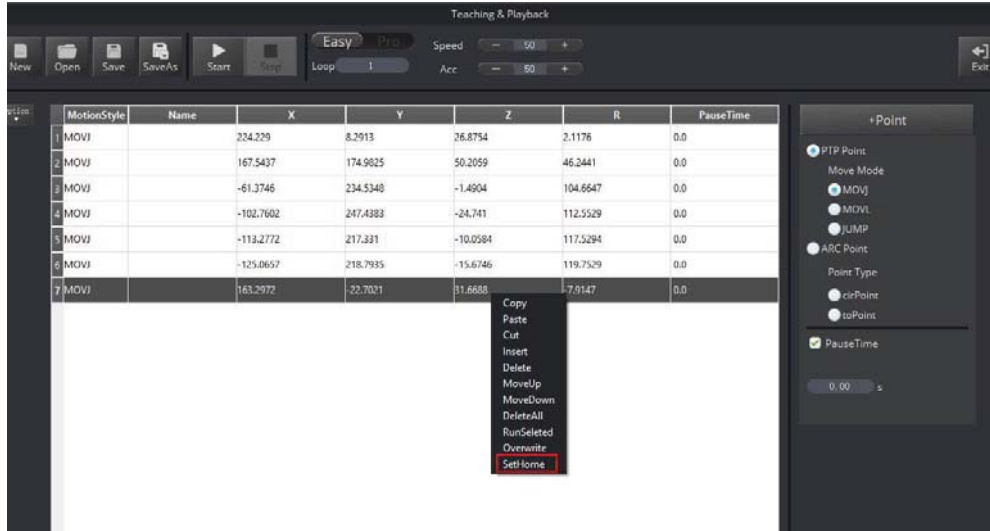 Teaching & Playback
New Open Save SaveAs Start Stop Easy Pro Speed - 50 + Exit
Loop 1 Acc - 50 +
MotionStyle Name X Y Z R PauseTime +Point
1 MOVJ 224.229 8.2913 26.8754 2.1176 0.0
2 MOVJ 167.5437 174.9825 50.2059 46.2441 0.0
3 MOVJ -61.3746 234.5348 -1.4904 104.6647 0.0
4 MOVJ -102.7602 247.4383 -24.741 112.5529 0.0
5 MOVJ -113.2772 217.331 -10.0584 117.5294 0.0
6 MOVJ -125.0657 218.7935 -15.6746 119.7529 0.0
7 MOVJ 163.2972 -22.7021 31.6688 -7.9147 0.0
Copy
Paste
Cut
Insert
Delete
MoveUp
MoveDown
DeleteAll
RunSeleted
Overwrite
SetHome
PTP Point
Move Mode
MOVJ
MOVL
JUMP
ARC Point
Point Type
cirPoint
toPoint
PauseTime
0.00 s